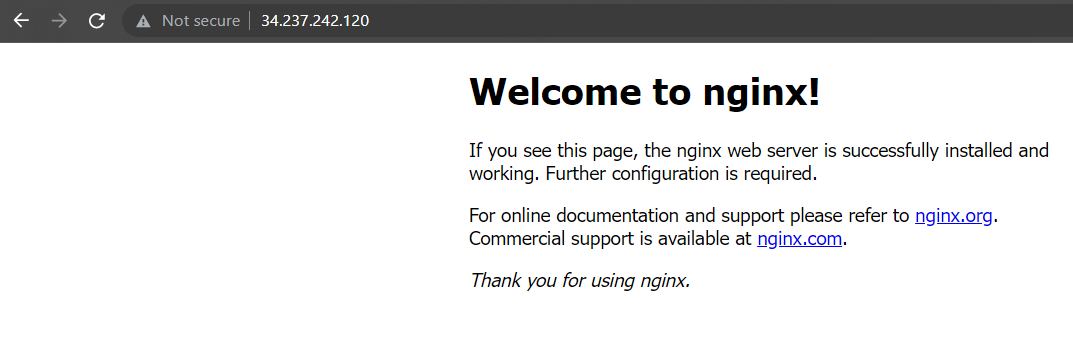 Not secure 34.237.242.120
Welcome to nginx!
If you see this page, the nginx web server is successfully installed and
working. Further configuration is required.
For online documentation and support please refer to nginx.org.
Commercial support is available at nginx.com.
Thank you for using nginx.